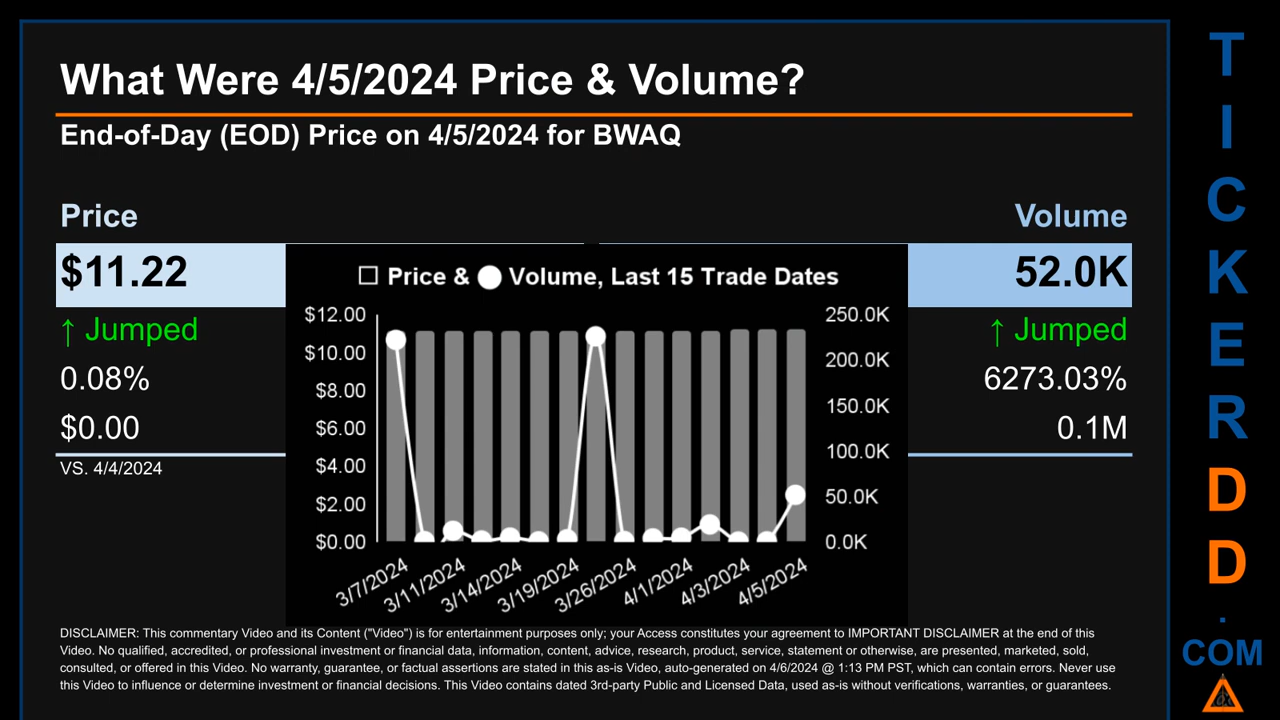 What Were 4/5/2024 Price & Volume?
End-of-Day (EOD) Price on 4/5/2024 for BWAQ
Price
Volume
$11.22
52.0K
↑ Jumped
↑ Jumped
0.08%
6273.03%
$0.00
0.1M
VS. 4/4/2024
Price & Volume, Last 15 Trade Dates
$12.00
$10.00
$8.00
$6.00
$4.00
$2.00
$0.00
250.0K
200.0K
150.0K
100.0K
50.0K
0.0K
3/7/2024
3/11/2024
3/14/2024
3/19/2024
3/26/2024
4/1/2024
4/3/2024
4/5/2024
DISCLAIMER: This commentary Video and its Content ("Video") is for entertainment purposes only; your Access constitutes your agreement to IMPORTANT DISCLAIMER at the end of this
Video. No qualified, accredited, or professional investment or financial data, information, content, advice, research, product, service, statement or otherwise, are presented, marketed, sold,
consulted, or offered in this Video. No warranty, guarantee, or factual assertions are stated in this as-is Video, auto-generated on 4/6/2024 @ 1:13 PM PST, which can contain errors. Never use
this Video to influence or determine investment or financial decisions. This Video contains dated 3rd-party Public and Licensed Data, used as-is without verifications, warranties, or guarantees.
T
I
C
K
E
R
D
D
.
COM